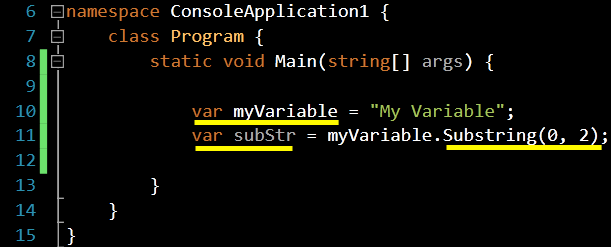 6 namespace ConsoleApplication1 {
7 class Program {
8 static void Main(string[] args) {
9
10 var myVariable = "My Variable";
11 var subStr = myVariable.Substring(0, 2);
12
13 }
14 }
15 }